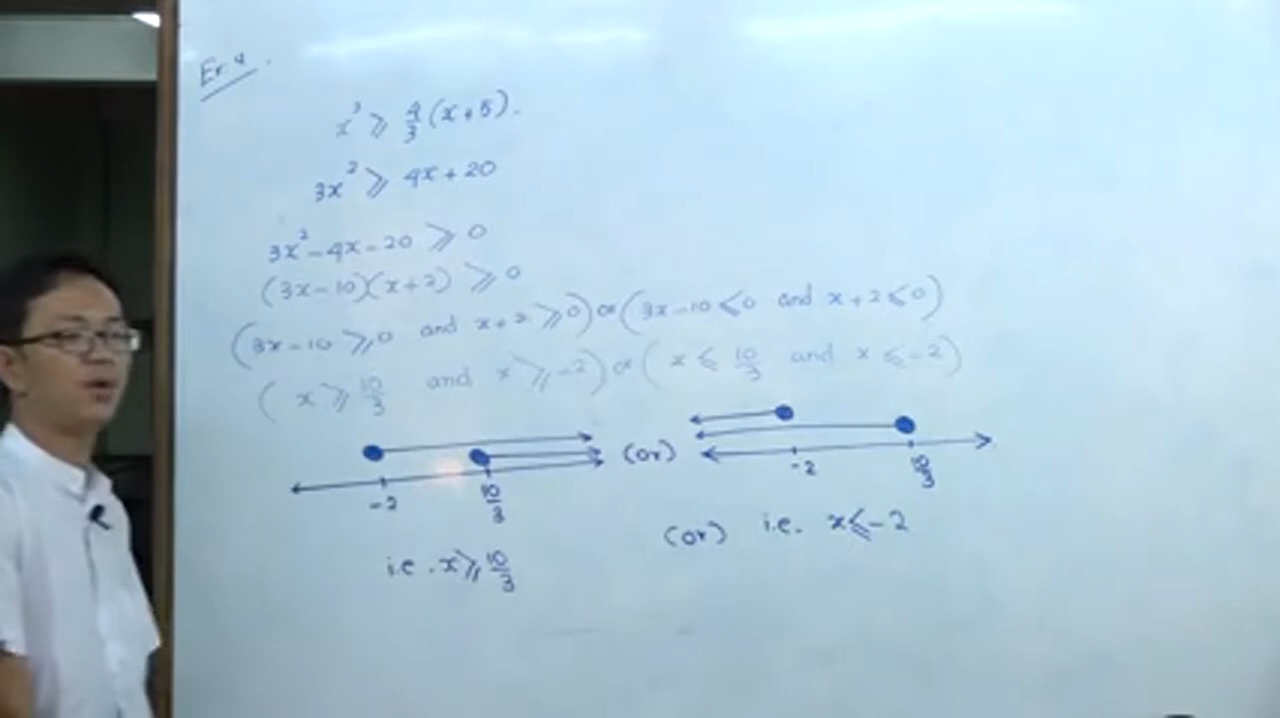 Ex. 4.
x² ⩾ 4/3 (x+5).
3x² ⩾ 4x+20
3x²-4x-20 ⩾ 0
(3x-10)(x+2) ⩾ 0
(3x-10 ⩾ 0 and x+2 ⩾ 0) or (3x-10 ⩽ 0 and x+2 ⩽ 0)
(x ⩾ 10/3 and x ⩾ -2) or (x ⩽ 10/3 and x ⩽ -2)
(or)
-2 10/3 -2 10/3
i.e. x ⩾ 10/3 (or) i.e. x ⩽ -2